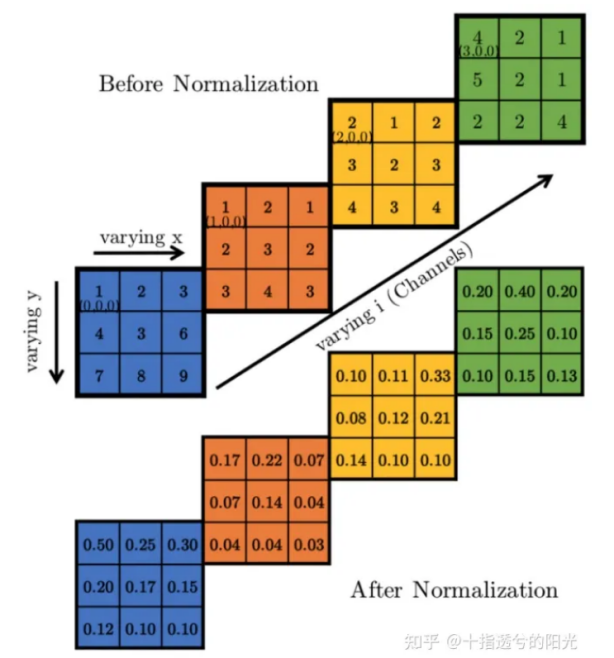 Before Normalization
4 2 1
(3,0,0)
5 2 1
2 2 4
2 1 2
(2,0,0)
3 2 3
4 3 4
1 2 1
(1,0,0)
2 3 2
3 4 3
varying x
varying y
1 2 3
(0,0,0)
4 3 6
7 8 9
varying i (Channels)
0.20 0.40 0.20
0.15 0.25 0.10
0.10 0.15 0.13
0.10 0.11 0.33
0.08 0.12 0.21
0.14 0.10 0.10
0.17 0.22 0.07
0.07 0.14 0.04
0.04 0.04 0.03
0.50 0.25 0.30
0.20 0.17 0.15
0.12 0.10 0.10
After Normalization
知乎 @十指透兮的阳光